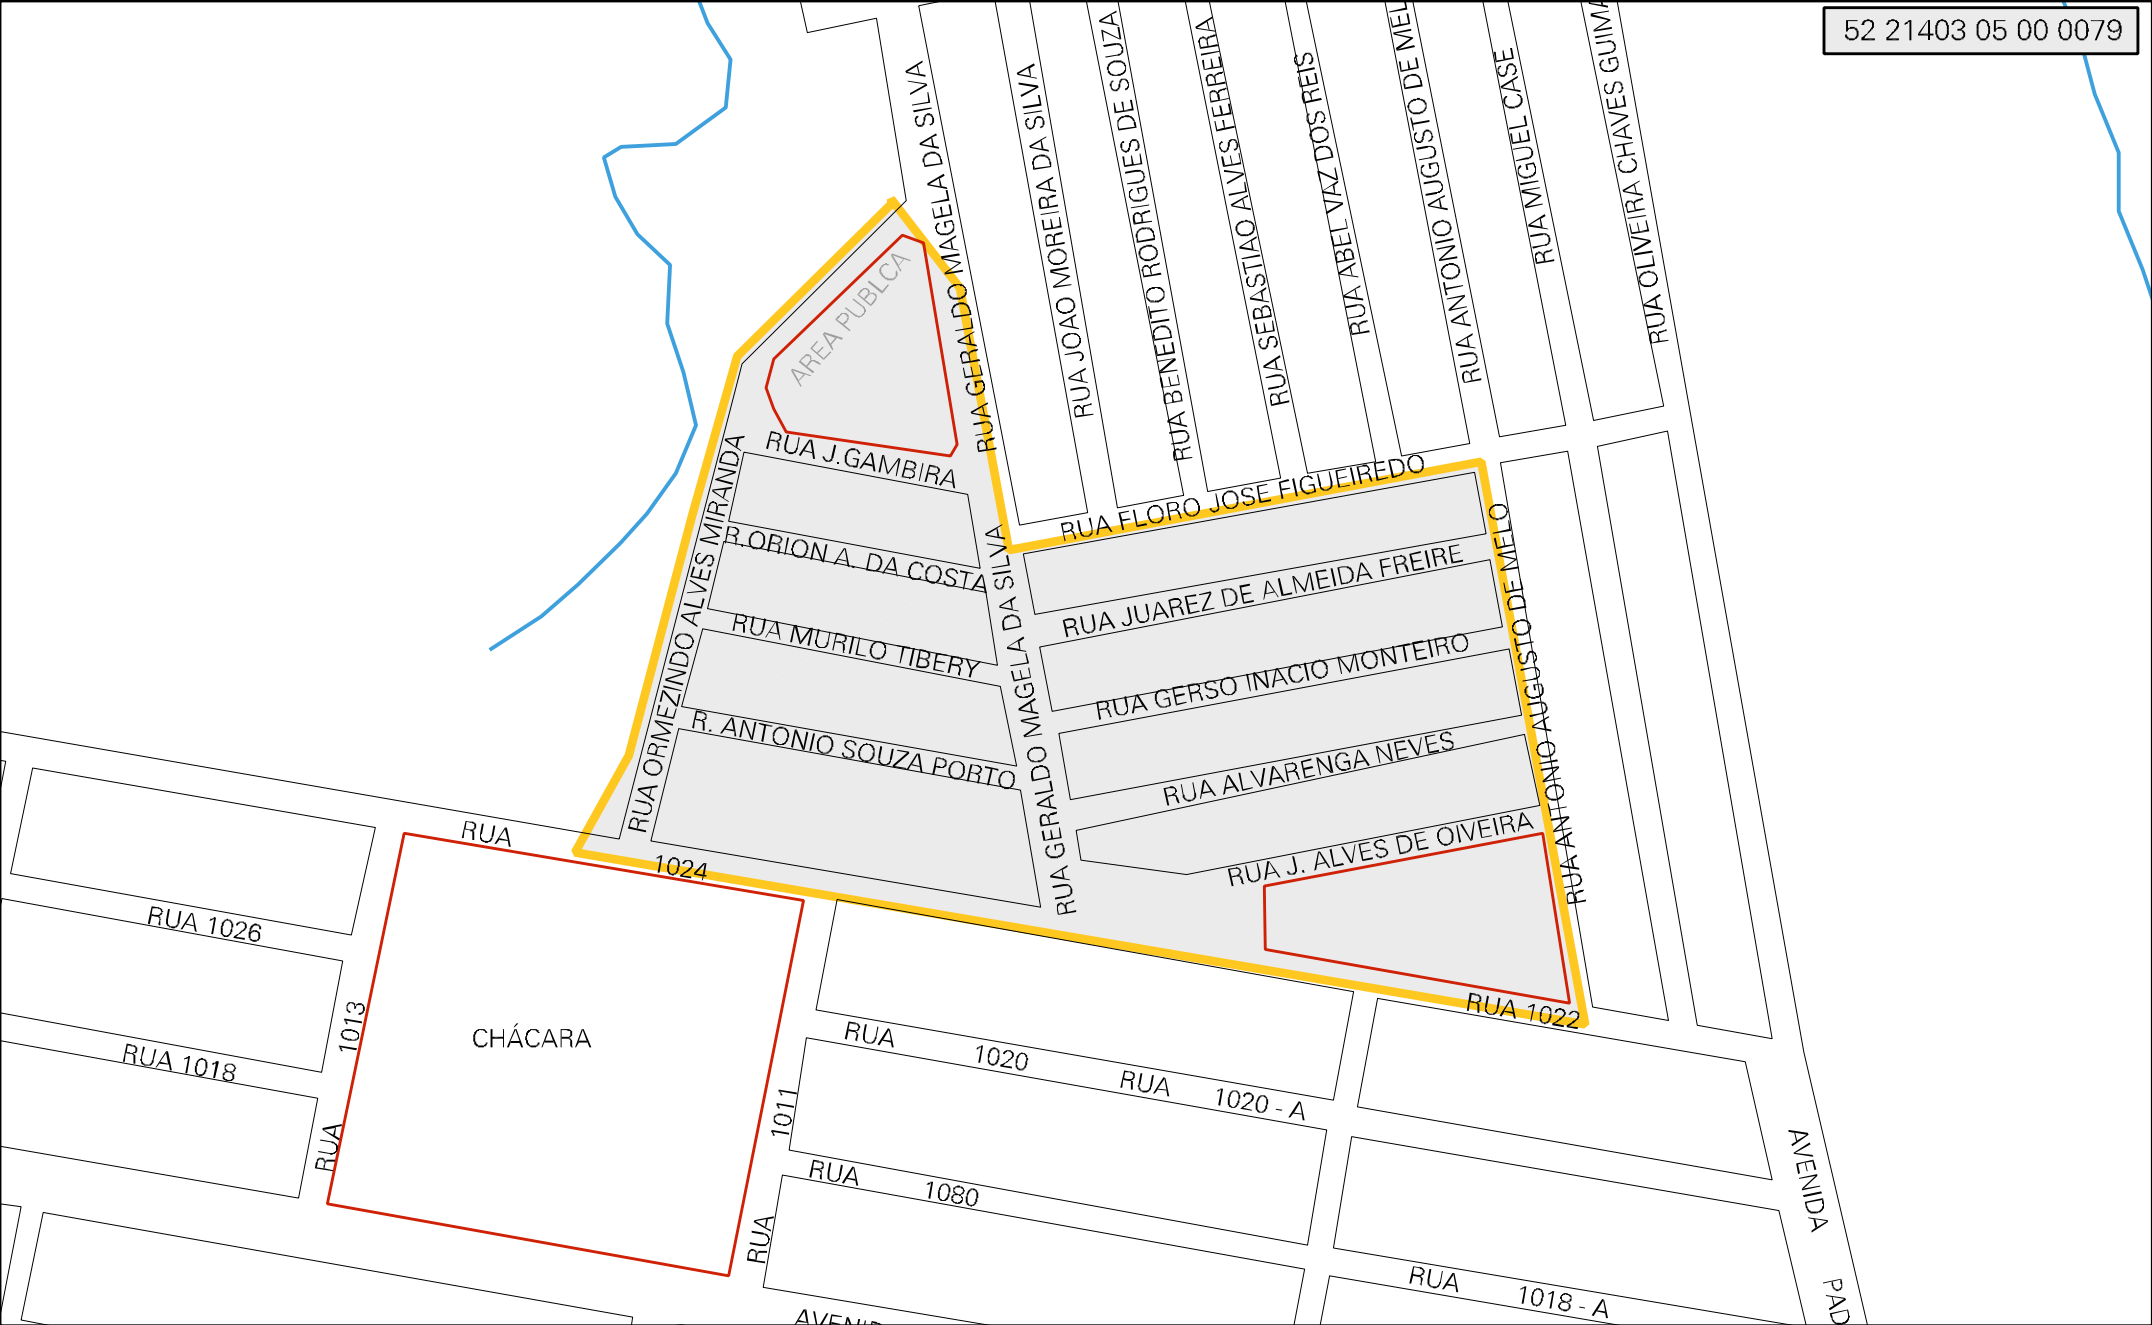 52 21403 05 00 0079
RUA GERALDO MAGELA DA SILVA
RUA JOAO MOREIRA DA SILVA
RUA BENEDITO RODRIGUES DE SOUZA
RUA SEBASTIAO ALVES FERREIRA
RUA ABEL VAZ DOS REIS
RUA ANTONIO AUGUSTO DE MEL
RUA MIGUEL CASE
RUA OLIVEIRA CHAVES GUIMA
AREA PUBLCA
RUA J.GAMBIRA
RUA FLORO JOSE FIGUEIREDO
RUA ORMEZINDO ALVES MIRANDA
R.ORION A. DA COSTA
RUA GERALDO MAGELA DA SILVA
RUA JUAREZ DE ALMEIDA FREIRE
RUA ANTONIO AUGUSTO DE MELO
RUA MURILO TIBERY
RUA GERSO INACIO MONTEIRO
R. ANTONIO SOUZA PORTO
RUA ALVARENGA NEVES
RUA J. ALVES DE OIVEIRA
RUA 1024
RUA 1026
RUA 1022
RUA 1013
CHÁCARA
RUA 1018
RUA 1020
RUA 1020 - A
RUA 1011
RUA 1080
AVENIDA PAD
RUA 1018 - A
AVENID